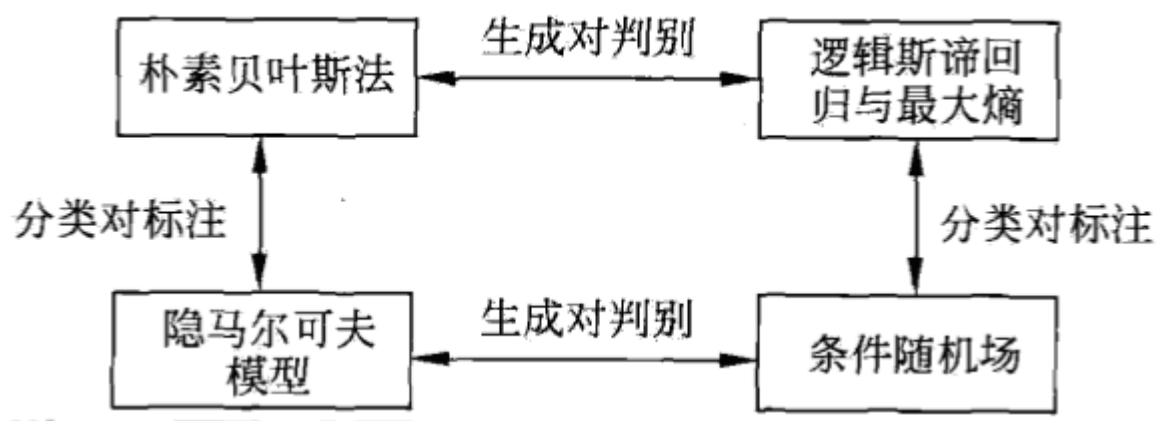 生成对判别
朴素贝叶斯法
逻辑斯谛回
归与最大熵
分类对标注
分类对标注
生成对判别
隐马尔可夫
模型
条件随机场